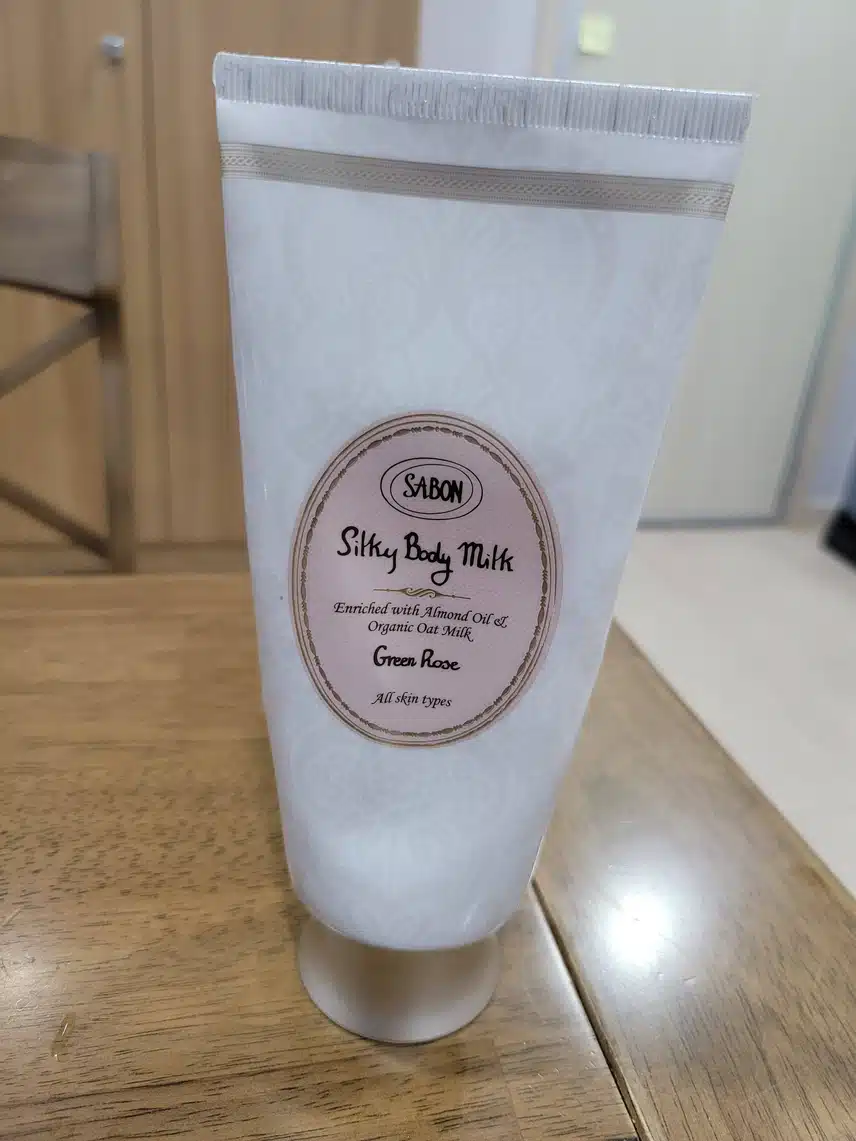 SABON
Silky Body Milk
Enriched with Almond Oil &
Organic Oat Milk
Green Rose
All skin types